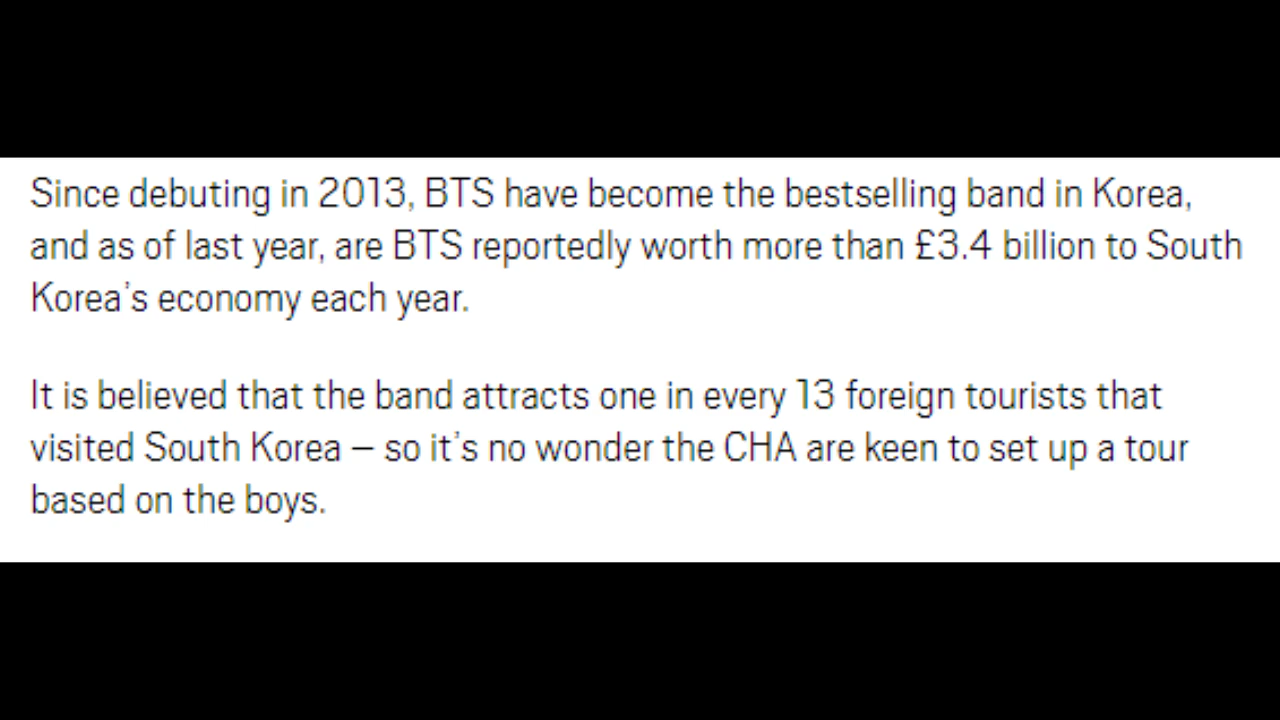 Since debuting in 2013, BTS have become the bestselling band in Korea,
and as of last year, are BTS reportedly worth more than £3.4 billion to South
Korea's economy each year.
It is believed that the band attracts one in every 13 foreign tourists that
visited South Korea – so it's no wonder the CHA are keen to set up a tour
based on the boys.